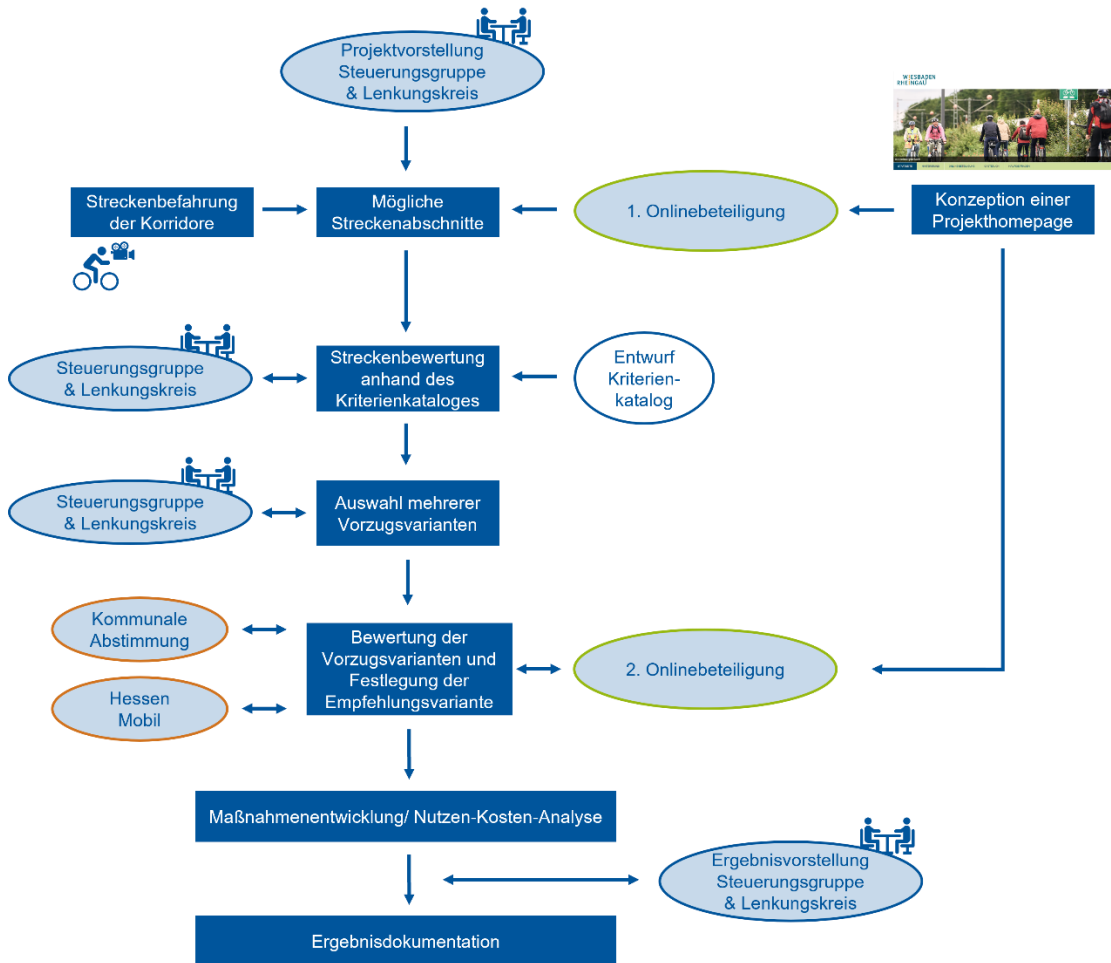 Projektvorstellung
Steuerungsgruppe
& Lenkungskreis
WIESBADEN
RHEINGAU
Streckenbefahrung
der Korridore
Mögliche
Streckenabschnitte
1. Onlinebeteiligung
Konzeption einer
Projekthomepage
Steuerungsgruppe
& Lenkungskreis
Streckenbewertung
anhand des
Kriterienkataloges
Entwurf
Kriterien-
katalog
Steuerungsgruppe
& Lenkungskreis
Auswahl mehrerer
Vorzugsvarianten
Kommunale
Abstimmung
Bewertung der
Vorzugsvarianten und
Festlegung der
Empfehlungsvariante
2. Onlinebeteiligung
Hessen
Mobil
Maßnahmenentwicklung/ Nutzen-Kosten-Analyse
Ergebnisvorstellung
Steuerungsgruppe
& Lenkungskreis
Ergebnisdokumentation